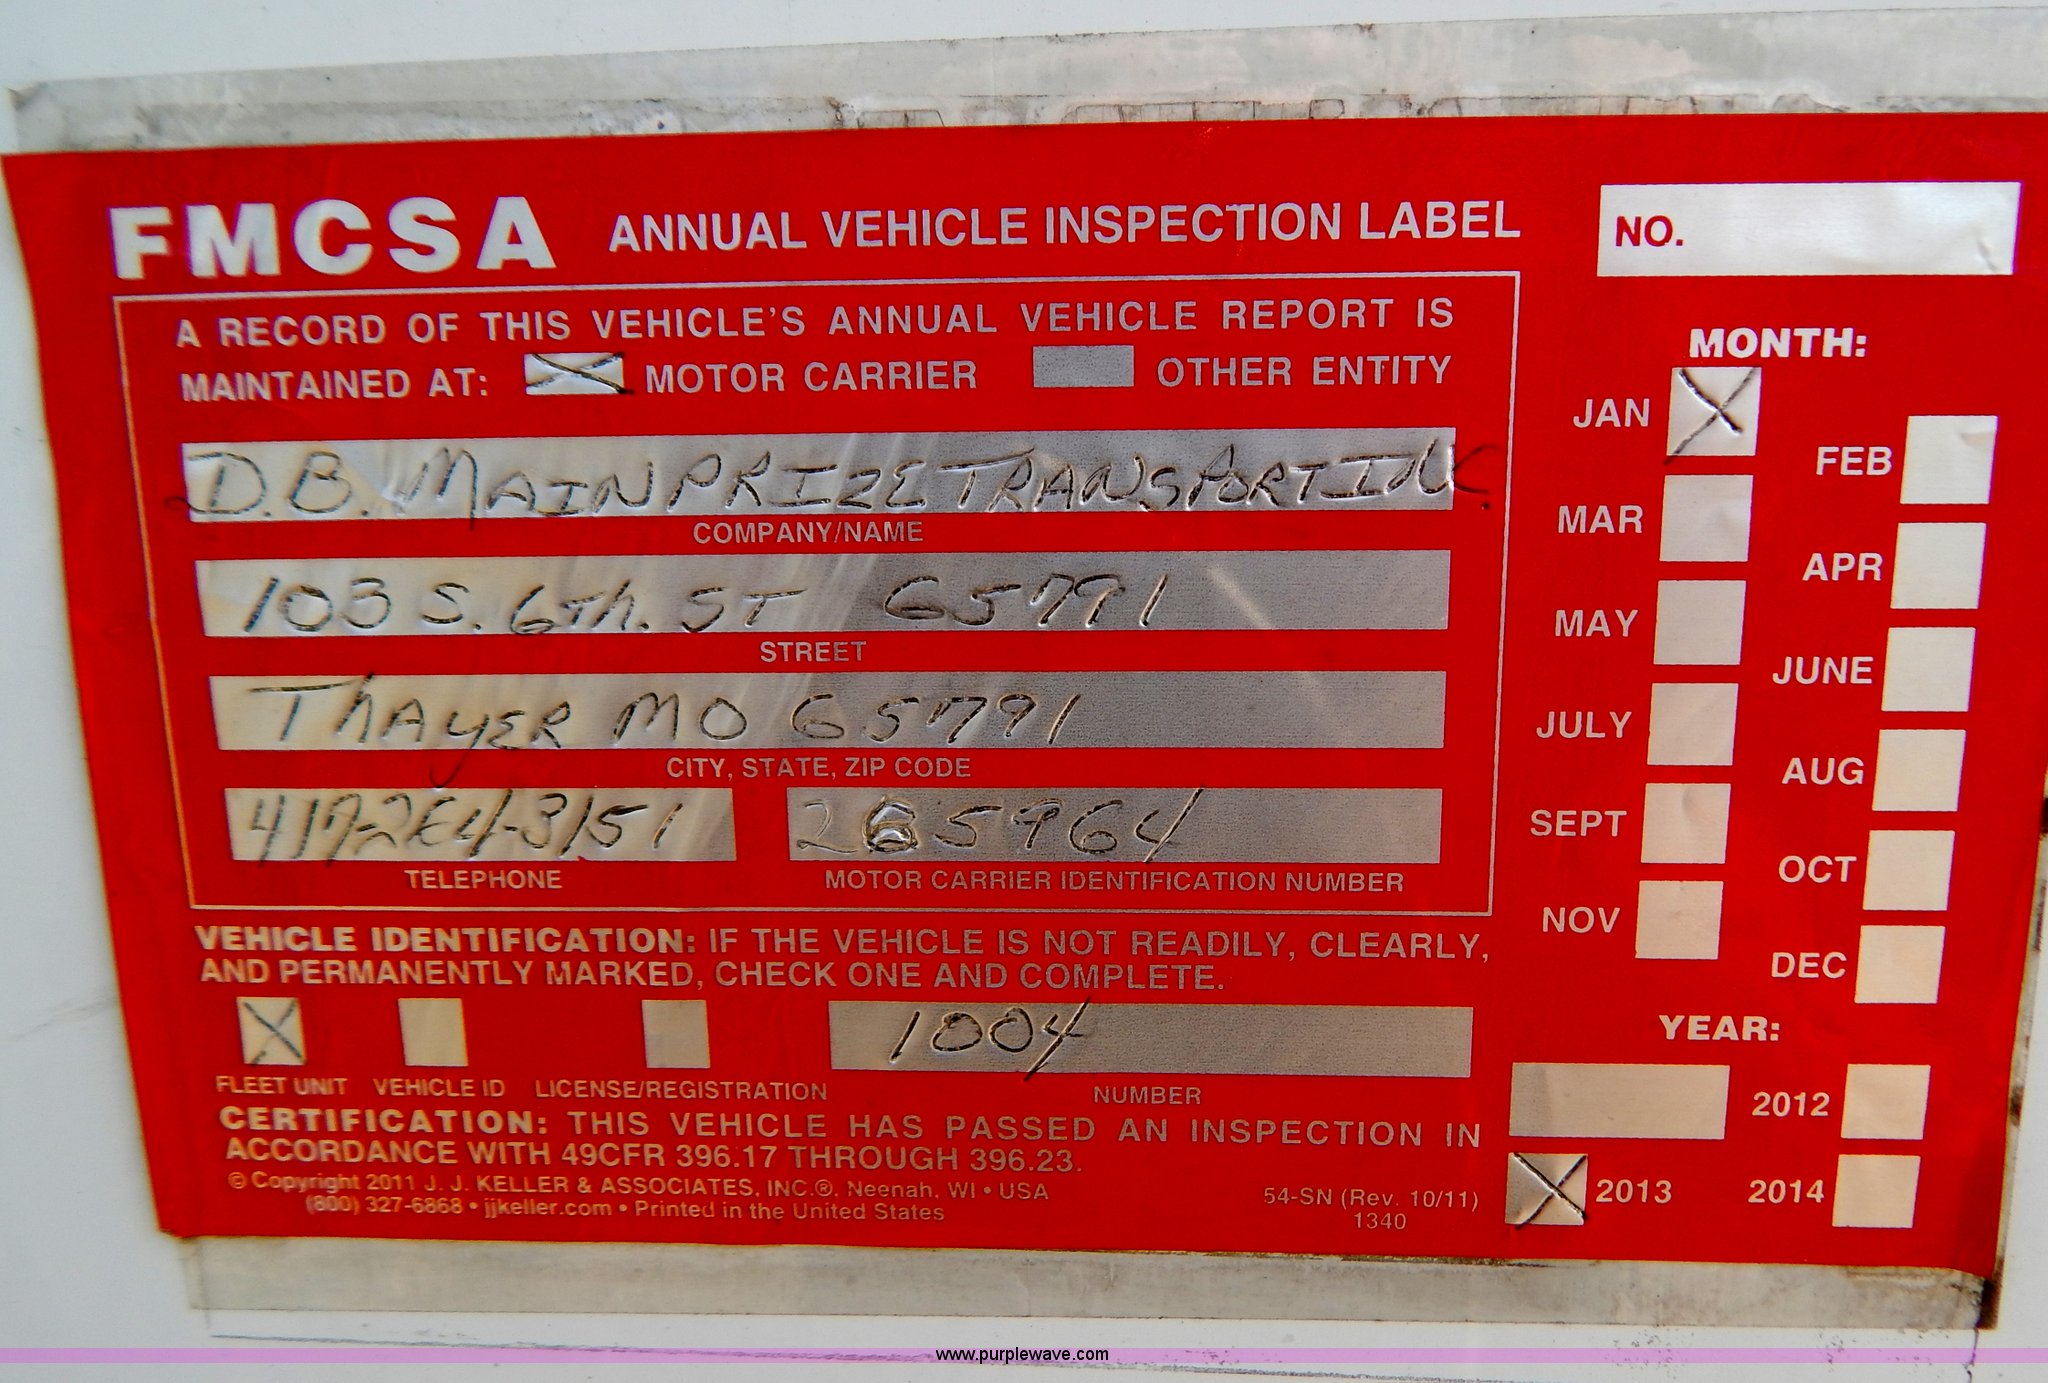 FMCSA ANNUAL VEHICLE INSPECTION LABEL
NO.
A RECORD OF THIS VEHICLE'S ANNUAL VEHICLE REPORT IS
MAINTAINED AT: X MOTOR CARRIER OTHER ENTITY
D.B. MAINPRIZE TRANSPORT INC.
COMPANY/NAME
103 S. 6Th. ST 65791
STREET
ThAyER MO 65791
CITY, STATE, ZIP CODE
417-264-3151
TELEPHONE
MOTOR CARRIER IDENTIFICATION NUMBER
VEHICLE IDENTIFICATION: IF THE VEHICLE IS NOT READILY, CLEARLY,
AND PERMANENTLY MARKED, CHECK ONE AND COMPLETE.
X 1004
FLEET UNIT VEHICLE ID LICENSE/REGISTRATION NUMBER
CERTIFICATION: THIS VEHICLE HAS PASSED AN INSPECTION IN
ACCORDANCE WITH 49CFR 396.17 THROUGH 396.23.
© Copyright 2011 J. J. KELLER & ASSOCIATES, INC.®, Neenah, WI • USA
(800) 327-6868 • jjkeller.com • Printed in the United States
54-SN (Rev. 10/11)
1340
MONTH:
JAN X
FEB
MAR
APR
MAY
JUNE
JULY
AUG
SEPT
OCT
NOV
DEC
YEAR:
2012
X 2013 2014
www.purplewave.com